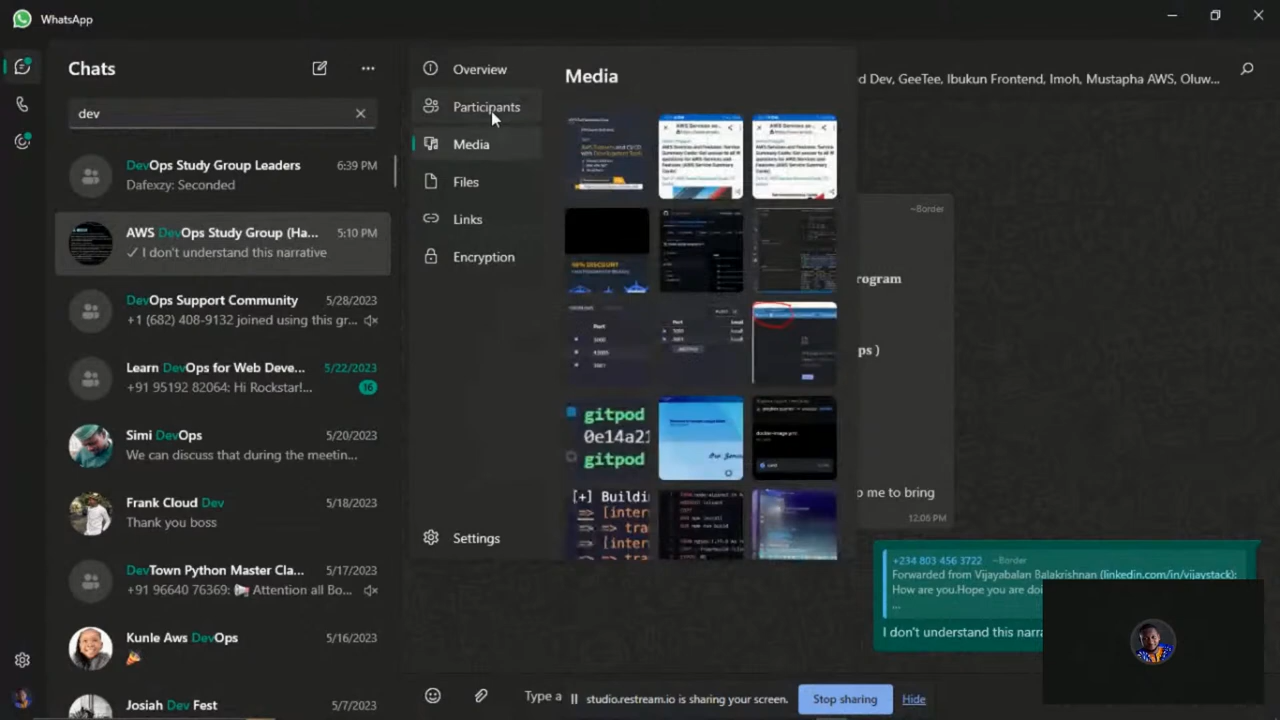 WhatsApp
Chats
dev
DevOps Study Group Leaders 6:39 PM
Dafexzy: Seconded
AWS DevOps Study Group (Ha... 5:10 PM
I don't understand this narrative
DevOps Support Community 5/28/2023
+1 (682) 408-9132 joined using this gr...
Learn DevOps for Web Deve... 5/22/2023
+91 95192 82064: Hi Rockstar!... 16
Simi DevOps 5/20/2023
We can discuss that during the meetin...
Frank Cloud Dev 5/18/2023
Thank you boss
DevTown Python Master Cla... 5/17/2023
+91 96640 76369: 📢 Attention all Bo...
Kunle Aws DevOps 5/16/2023
🎉
Josiah Dev Fest 5/7/2023
Overview
Participants
Media
Files
Links
Encryption
Settings
Media
gitpod
0e14a21
gitpod
[+] Buildin
=> [inter
=> => tra
=> [inter
=> => tra
d Dev, GeeTee, Ibukun Frontend, Imoh, Mustapha AWS, Oluw...
~Border
rogram
ps )
p me to bring
12:05 PM
+234 803 456 3722 ~Border
Forwarded from Vijayabalan Balakrishnan (linkedin.com/in/vijaystack):
How are you.Hope you are doi
...
I don't understand this narra
Type a
studio.restream.io is sharing your screen.
Stop sharing
Hide